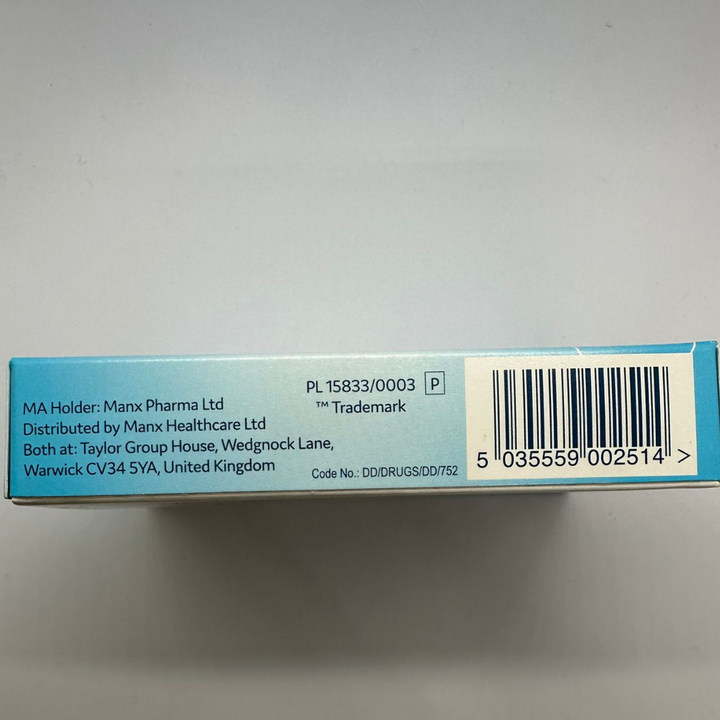 MA Holder: Manx Pharma Ltd
Distributed by Manx Healthcare Ltd
Both at: Taylor Group House, Wedgnock Lane,
Warwick CV34 5YA, United Kingdom
PL 15833/0003 P
™ Trademark
Code No.: DD/DRUGS/DD/752
5 035559 002514 >